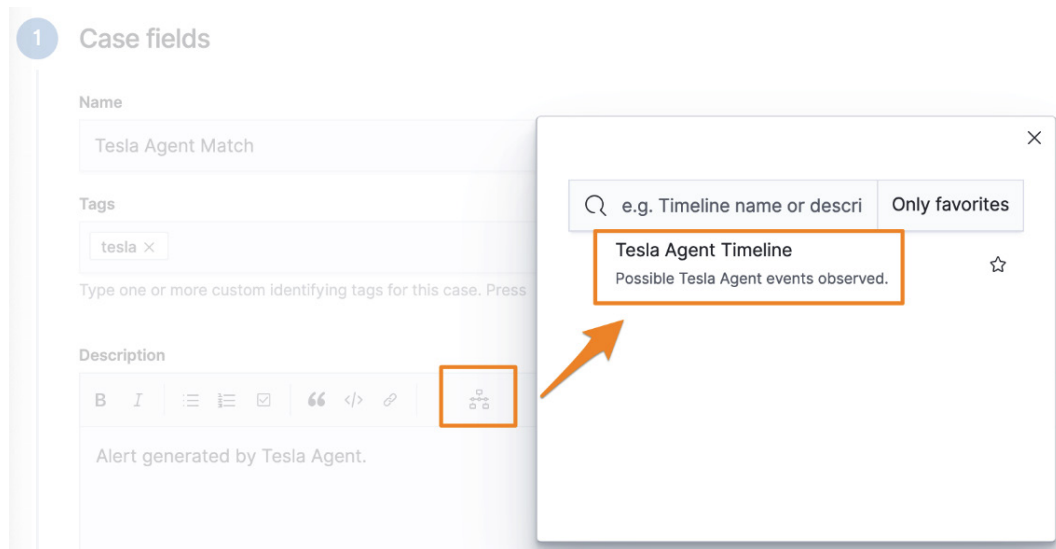 1 Case fields
Name
Tesla Agent Match
Tags
tesla ×
Type one or more custom identifying tags for this case. Press
Description
B I “ </>
Alert generated by Tesla Agent.
e.g. Timeline name or descri Only favorites
Tesla Agent Timeline
Possible Tesla Agent events observed.